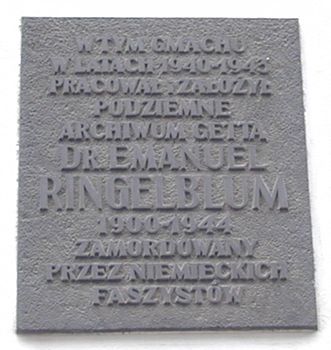 W TYM GMACHU
W LATACH 1940-1943
PRACOWAŁ I ZAŁOŻYŁ
PODZIEMNE
ARCHIWUM GETTA
DR. EMANUEL
RINGELBLUM
1900-1944
ZAMORDOWANY
PRZEZ NIEMIECKICH
FASZYSTÓW